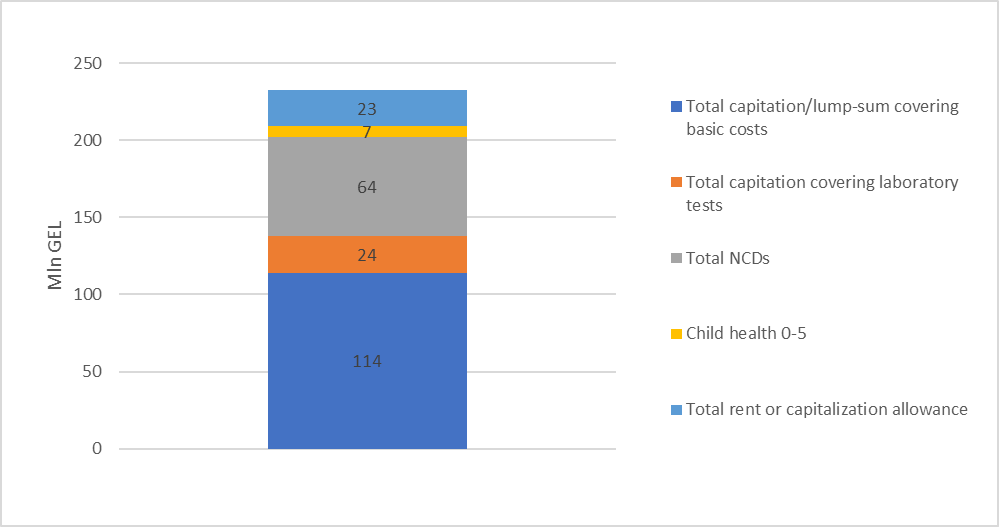 250
200
150
100
50
0
Mln GEL
23
7
64
24
114
Total capitation/lump-sum covering
basic costs
Total capitation covering laboratory
tests
Total NCDs
Child health 0-5
Total rent or capitalization allowance